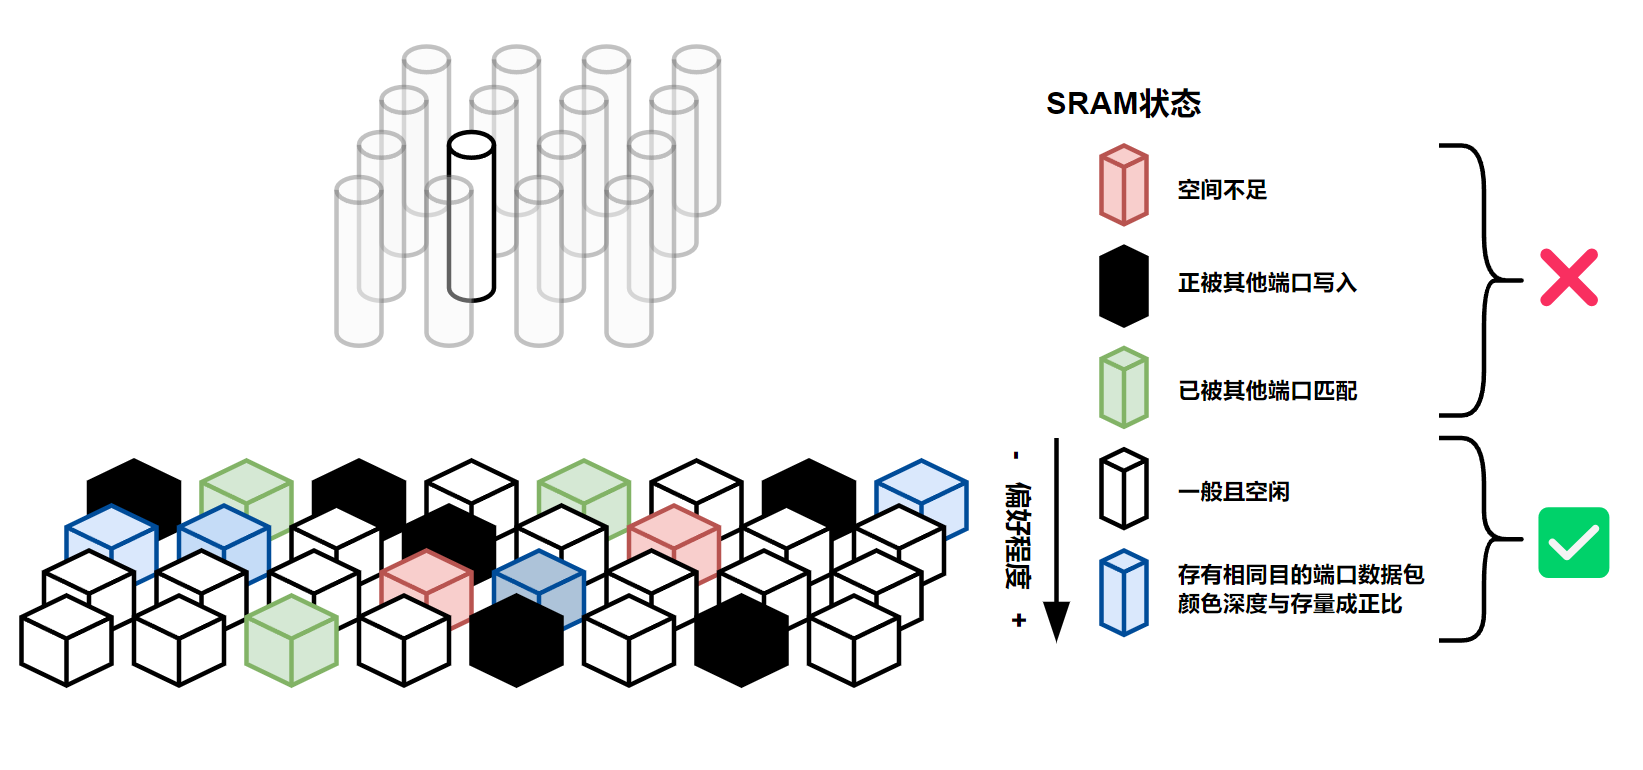 SRAM状态
空间不足
正被其他端口写入
已被其他端口匹配
一般且空闲
存有相同目的端口数据包
颜色深度与存量成正比
- 偏好程度 +